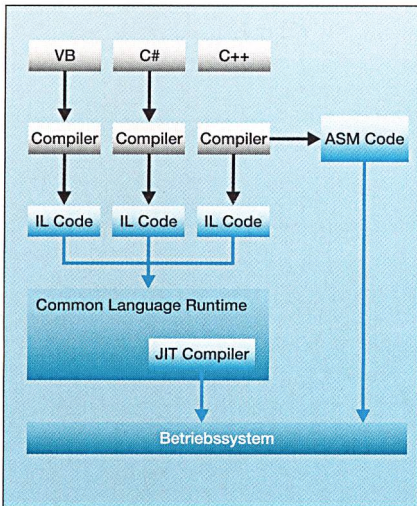 VB C# C++
Compiler Compiler Compiler ASM Code
IL Code IL Code IL Code
Common Language Runtime
JIT Compiler
Betriebssystem